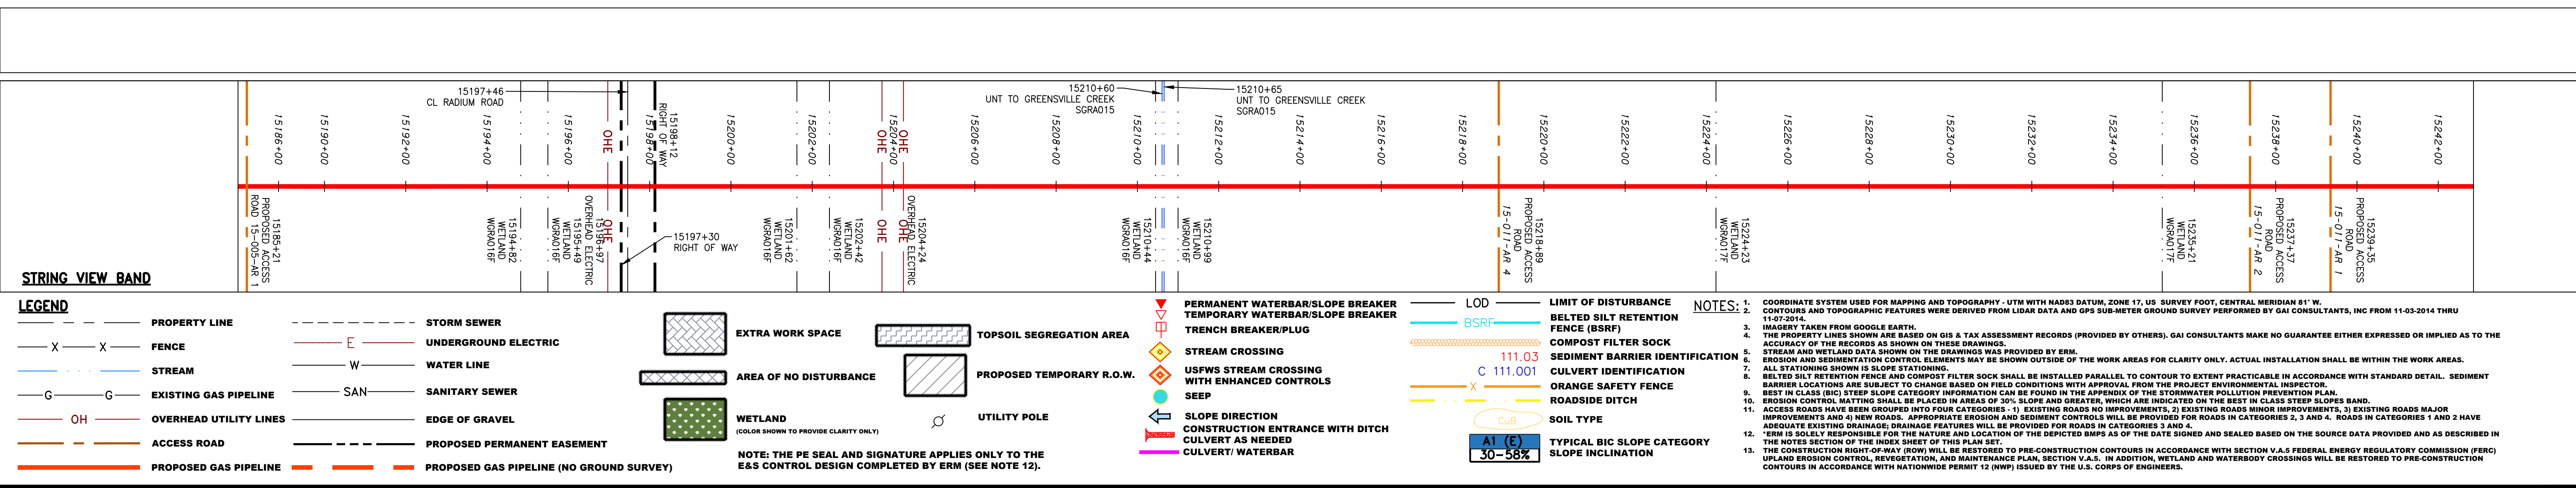 15197+46
CL RADIUM ROAD
15198+12
RIGHT OF WAY
15210+60
UNT TO GREENSVILLE CREEK
SGRA015
15210+65
UNT TO GREENSVILLE CREEK
SGRA015
15186+00
15190+00
15192+00
15194+00
15196+00
OHE
15198+00
15200+00
15202+00
OHE
15204+00
OHE
15206+00
15208+00
15210+00
15212+00
15214+00
15216+00
15218+00
15220+00
15222+00
15224+00
15226+00
15228+00
15230+00
15232+00
15234+00
15236+00
15238+00
15240+00
15242+00
15185+21
PROPOSED ACCESS
ROAD 15-005-AR 1
15194+82
WETLAND
WGRA016F
15195+49
WETLAND
WGRA016F
15196+97
OVERHEAD ELECTRIC
OHE
15197+30
RIGHT OF WAY
15201+62
WETLAND
WGRA016F
15202+42
WETLAND
WGRA016F
OHE
OHE
15204+24
OVERHEAD ELECTRIC
15210+44
WETLAND
WGRA016F
15210+99
WETLAND
WGRA016F
15218+89
PROPOSED ACCESS
ROAD
15-011-AR 4
15224+23
WETLAND
WGRA017F
15235+21
WETLAND
WGRA017F
15237+37
PROPOSED ACCESS
ROAD
15-011-AR 2
15239+35
PROPOSED ACCESS
ROAD
15-011-AR 1
STRING VIEW BAND
LEGEND
PROPERTY LINE
X X FENCE
STREAM
G G EXISTING GAS PIPELINE
OH OVERHEAD UTILITY LINES
ACCESS ROAD
PROPOSED GAS PIPELINE
STORM SEWER
E UNDERGROUND ELECTRIC
W WATER LINE
SAN SANITARY SEWER
EDGE OF GRAVEL
PROPOSED PERMANENT EASEMENT
PROPOSED GAS PIPELINE (NO GROUND SURVEY)
EXTRA WORK SPACE
AREA OF NO DISTURBANCE
WETLAND
(COLOR SHOWN TO PROVIDE CLARITY ONLY)
TOPSOIL SEGREGATION AREA
PROPOSED TEMPORARY R.O.W.
UTILITY POLE
NOTE: THE PE SEAL AND SIGNATURE APPLIES ONLY TO THE
E&S CONTROL DESIGN COMPLETED BY ERM (SEE NOTE 12).
PERMANENT WATERBAR/SLOPE BREAKER
TEMPORARY WATERBAR/SLOPE BREAKER
TRENCH BREAKER/PLUG
STREAM CROSSING
USFWS STREAM CROSSING
WITH ENHANCED CONTROLS
SEEP
SLOPE DIRECTION
CONSTRUCTION ENTRANCE WITH DITCH
CULVERT AS NEEDED
CULVERT/ WATERBAR
LOD LIMIT OF DISTURBANCE
BSRF BELTED SILT RETENTION
FENCE (BSRF)
COMPOST FILTER SOCK
111.03 SEDIMENT BARRIER IDENTIFICATION
C 111.001 CULVERT IDENTIFICATION
X ORANGE SAFETY FENCE
ROADSIDE DITCH
CuB SOIL TYPE
A1 (E) TYPICAL BIC SLOPE CATEGORY
30-58% SLOPE INCLINATION
NOTES:
1. COORDINATE SYSTEM USED FOR MAPPING AND TOPOGRAPHY - UTM WITH NAD83 DATUM, ZONE 17, US SURVEY FOOT, CENTRAL MERIDIAN 81° W.
2. CONTOURS AND TOPOGRAPHIC FEATURES WERE DERIVED FROM LIDAR DATA AND GPS SUB-METER GROUND SURVEY PERFORMED BY GAI CONSULTANTS, INC FROM 11-03-2014 THRU
11-07-2014.
3. IMAGERY TAKEN FROM GOOGLE EARTH.
4. THE PROPERTY LINES SHOWN ARE BASED ON GIS & TAX ASSESSMENT RECORDS (PROVIDED BY OTHERS). GAI CONSULTANTS MAKE NO GUARANTEE EITHER EXPRESSED OR IMPLIED AS TO THE
ACCURACY OF THE RECORDS AS SHOWN ON THESE DRAWINGS.
5. STREAM AND WETLAND DATA SHOWN ON THE DRAWINGS WAS PROVIDED BY ERM.
6. EROSION AND SEDIMENTATION CONTROL ELEMENTS MAY BE SHOWN OUTSIDE OF THE WORK AREAS FOR CLARITY ONLY. ACTUAL INSTALLATION SHALL BE WITHIN THE WORK AREAS.
7. ALL STATIONING SHOWN IS SLOPE STATIONING.
8. BELTED SILT RETENTION FENCE AND COMPOST FILTER SOCK SHALL BE INSTALLED PARALLEL TO CONTOUR TO EXTENT PRACTICABLE IN ACCORDANCE WITH STANDARD DETAIL. SEDIMENT
BARRIER LOCATIONS ARE SUBJECT TO CHANGE BASED ON FIELD CONDITIONS WITH APPROVAL FROM THE PROJECT ENVIRONMENTAL INSPECTOR.
9. BEST IN CLASS (BIC) STEEP SLOPE CATEGORY INFORMATION CAN BE FOUND IN THE APPENDIX OF THE STORMWATER POLLUTION PREVENTION PLAN.
10. EROSION CONTROL MATTING SHALL BE PLACED IN AREAS OF 30% SLOPE AND GREATER, WHICH ARE INDICATED ON THE BEST IN CLASS STEEP SLOPES BAND.
11. ACCESS ROADS HAVE BEEN GROUPED INTO FOUR CATEGORIES - 1) EXISTING ROADS NO IMPROVEMENTS, 2) EXISTING ROADS MINOR IMPROVEMENTS, 3) EXISTING ROADS MAJOR
IMPROVEMENTS AND 4) NEW ROADS. APPROPRIATE EROSION AND SEDIMENT CONTROLS WILL BE PROVIDED FOR ROADS IN CATEGORIES 2, 3 AND 4. ROADS IN CATEGORIES 1 AND 2 HAVE
ADEQUATE EXISTING DRAINAGE; DRAINAGE FEATURES WILL BE PROVIDED FOR ROADS IN CATEGORIES 3 AND 4.
12. *ERM IS SOLELY RESPONSIBLE FOR THE NATURE AND LOCATION OF THE DEPICTED BMPS AS OF THE DATE SIGNED AND SEALED BASED ON THE SOURCE DATA PROVIDED AND AS DESCRIBED IN
THE NOTES SECTION OF THE INDEX SHEET OF THIS PLAN SET.
13. THE CONSTRUCTION RIGHT-OF-WAY (ROW) WILL BE RESTORED TO PRE-CONSTRUCTION CONTOURS IN ACCORDANCE WITH SECTION V.A.5 FEDERAL ENERGY REGULATORY COMMISSION (FERC)
UPLAND EROSION CONTROL, REVEGETATION, AND MAINTENANCE PLAN, SECTION V.A.5. IN ADDITION, WETLAND AND WATERBODY CROSSINGS WILL BE RESTORED TO PRE-CONSTRUCTION
CONTOURS IN ACCORDANCE WITH NATIONWIDE PERMIT 12 (NWP) ISSUED BY THE U.S. CORPS OF ENGINEERS.